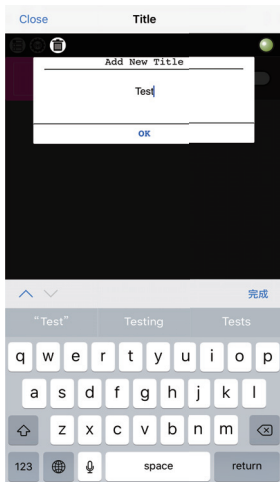 Close Title
Add New Title
Test
OK
完成
“Test” Testing Tests
q w e r t y u i o p
a s d f g h j k l
z x c v b n m
123 space return